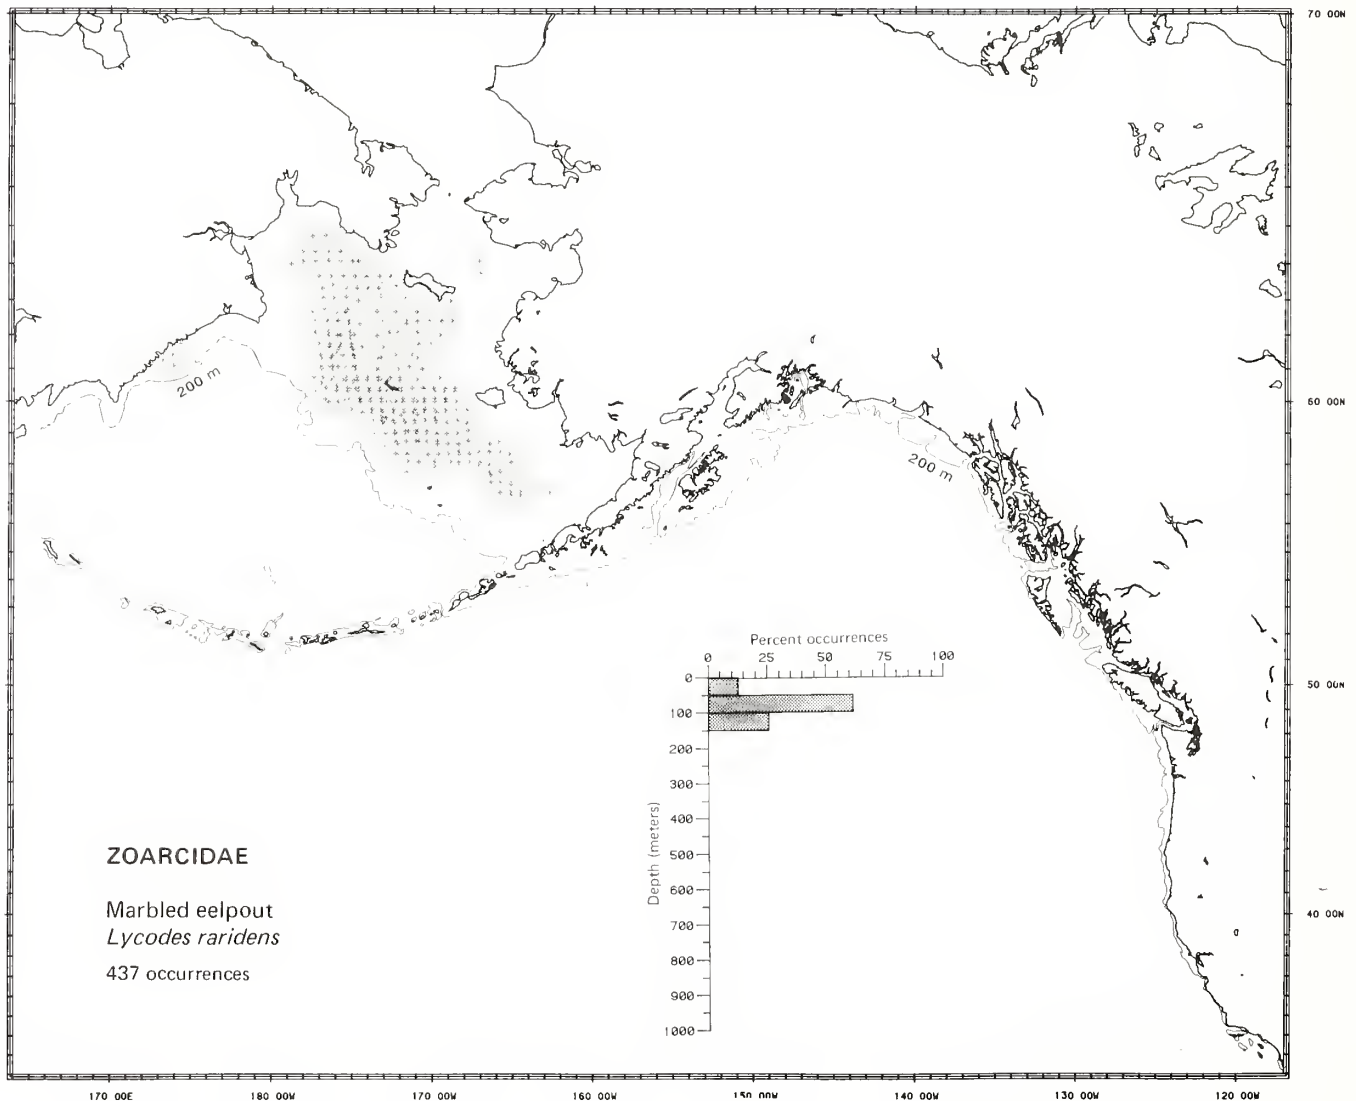 70 00N
200 m
60 00N
200 m
Percent occurrences
0 25 50 75 100
50 00N
0
100
200
300
400
500
600
700
800
900
1000
Depth (meters)
ZOARCIDAE
Marbled eelpout
Lycodes raridens
437 occurrences
40 00N
170 00E 180 00W 170 00W 160 00W 150 00W 140 00W 130 00W 120 00W